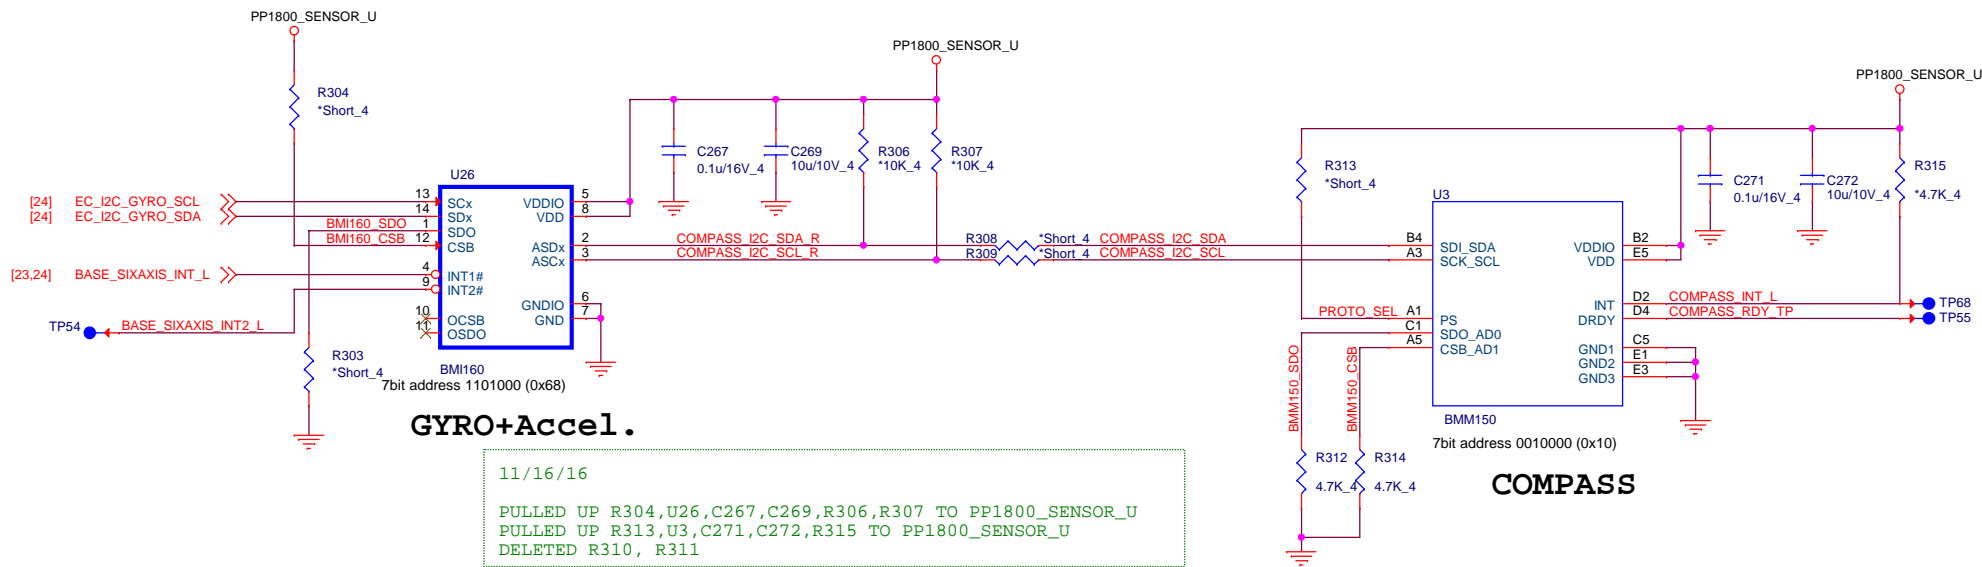 PP1800_SENSOR_U
R304
*Short_4
[24] EC_I2C_GYRO_SCL
[24] EC_I2C_GYRO_SDA
BMI160_SDO
BMI160_CSB
[23,24] BASE_SIXAXIS_INT_L
TP54 BASE_SIXAXIS_INT2_L
R303
*Short_4
U26
13 SCx
14 SDx
1 SDO
12 CSB
4 INT1#
9 INT2#
10 OCSB
11 OSDO
VDDIO 5
VDD 8
ASDx 2
ASCx 3
GNDIO 6
GND 7
BMI160
7bit address 1101000 (0x68)
GYRO+Accel.
PP1800_SENSOR_U
C267
0.1u/16V_4
C269
10u/10V_4
R306
*10K_4
R307
*10K_4
COMPASS_I2C_SDA_R
COMPASS_I2C_SCL_R
R308 *Short_4
R309 *Short_4
COMPASS_I2C_SDA
COMPASS_I2C_SCL
PP1800_SENSOR_U
R313
*Short_4
PROTO_SEL
BMM150_SDO
BMM150_CSB
R312
4.7K_4
R314
4.7K_4
U3
B4 SDI_SDA
A3 SCK_SCL
A1 PS
C1 SDO_AD0
A5 CSB_AD1
VDDIO B2
VDD E5
INT D2
DRDY D4
GND1 C5
GND2 E1
GND3 E3
BMM150
7bit address 0010000 (0x10)
COMPASS
C271
0.1u/16V_4
C272
10u/10V_4
R315
*4.7K_4
COMPASS_INT_L TP68
COMPASS_RDY_TP TP55
11/16/16
PULLED UP R304,U26,C267,C269,R306,R307 TO PP1800_SENSOR_U
PULLED UP R313,U3,C271,C272,R315 TO PP1800_SENSOR_U
DELETED R310, R311